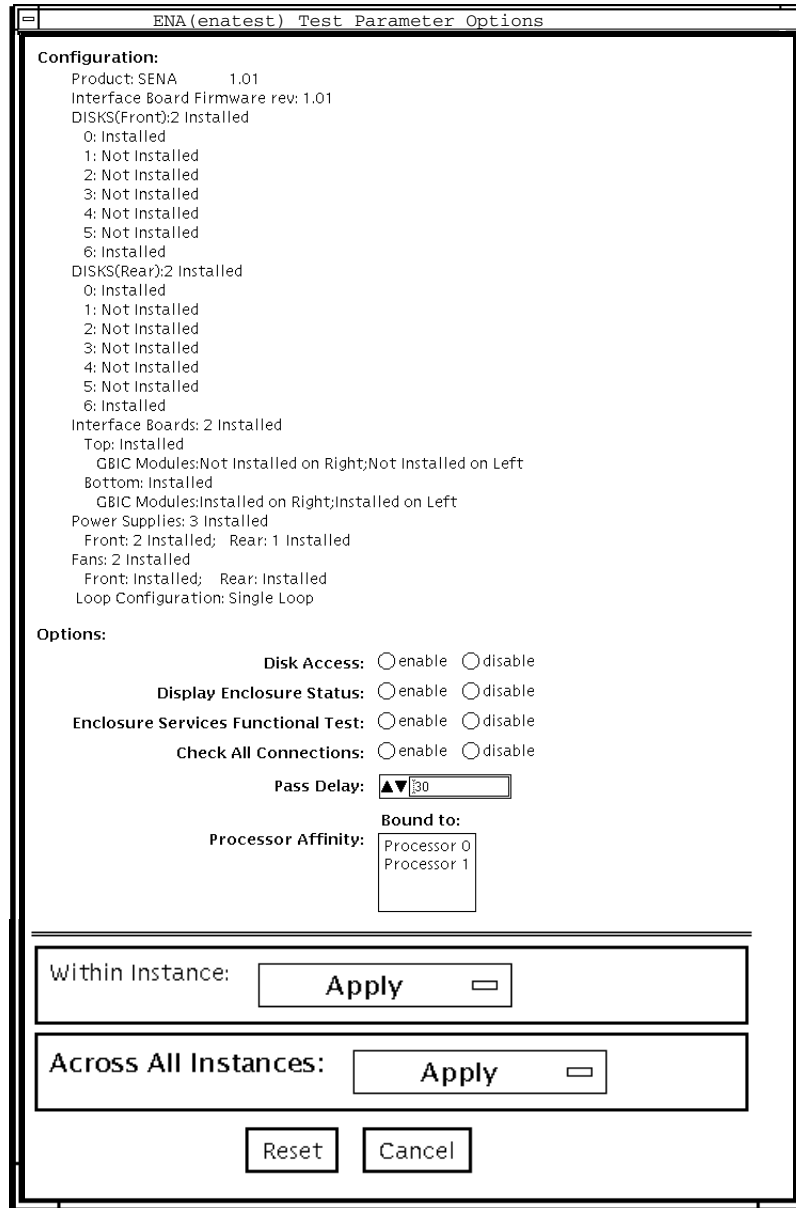 ENA(enatest) Test Parameter Options
Configuration:
Product: SENA 1.01
Interface Board Firmware rev: 1.01
DISKS(Front):2 Installed
0: Installed
1: Not Installed
2: Not Installed
3: Not Installed
4: Not Installed
5: Not Installed
6: Installed
DISKS(Rear):2 Installed
0: Installed
1: Not Installed
2: Not Installed
3: Not Installed
4: Not Installed
5: Not Installed
6: Installed
Interface Boards: 2 Installed
Top: Installed
GBIC Modules:Not Installed on Right;Not Installed on Left
Bottom: Installed
GBIC Modules:Installed on Right;Installed on Left
Power Supplies: 3 Installed
Front: 2 Installed; Rear: 1 Installed
Fans: 2 Installed
Front: Installed; Rear: Installed
Loop Configuration: Single Loop
Options:
Disk Access: enable disable
Display Enclosure Status: enable disable
Enclosure Services Functional Test: enable disable
Check All Connections: enable disable
Pass Delay: 30
Bound to:
Processor Affinity: Processor 0
Processor 1
Within Instance: Apply
Across All Instances: Apply
Reset Cancel